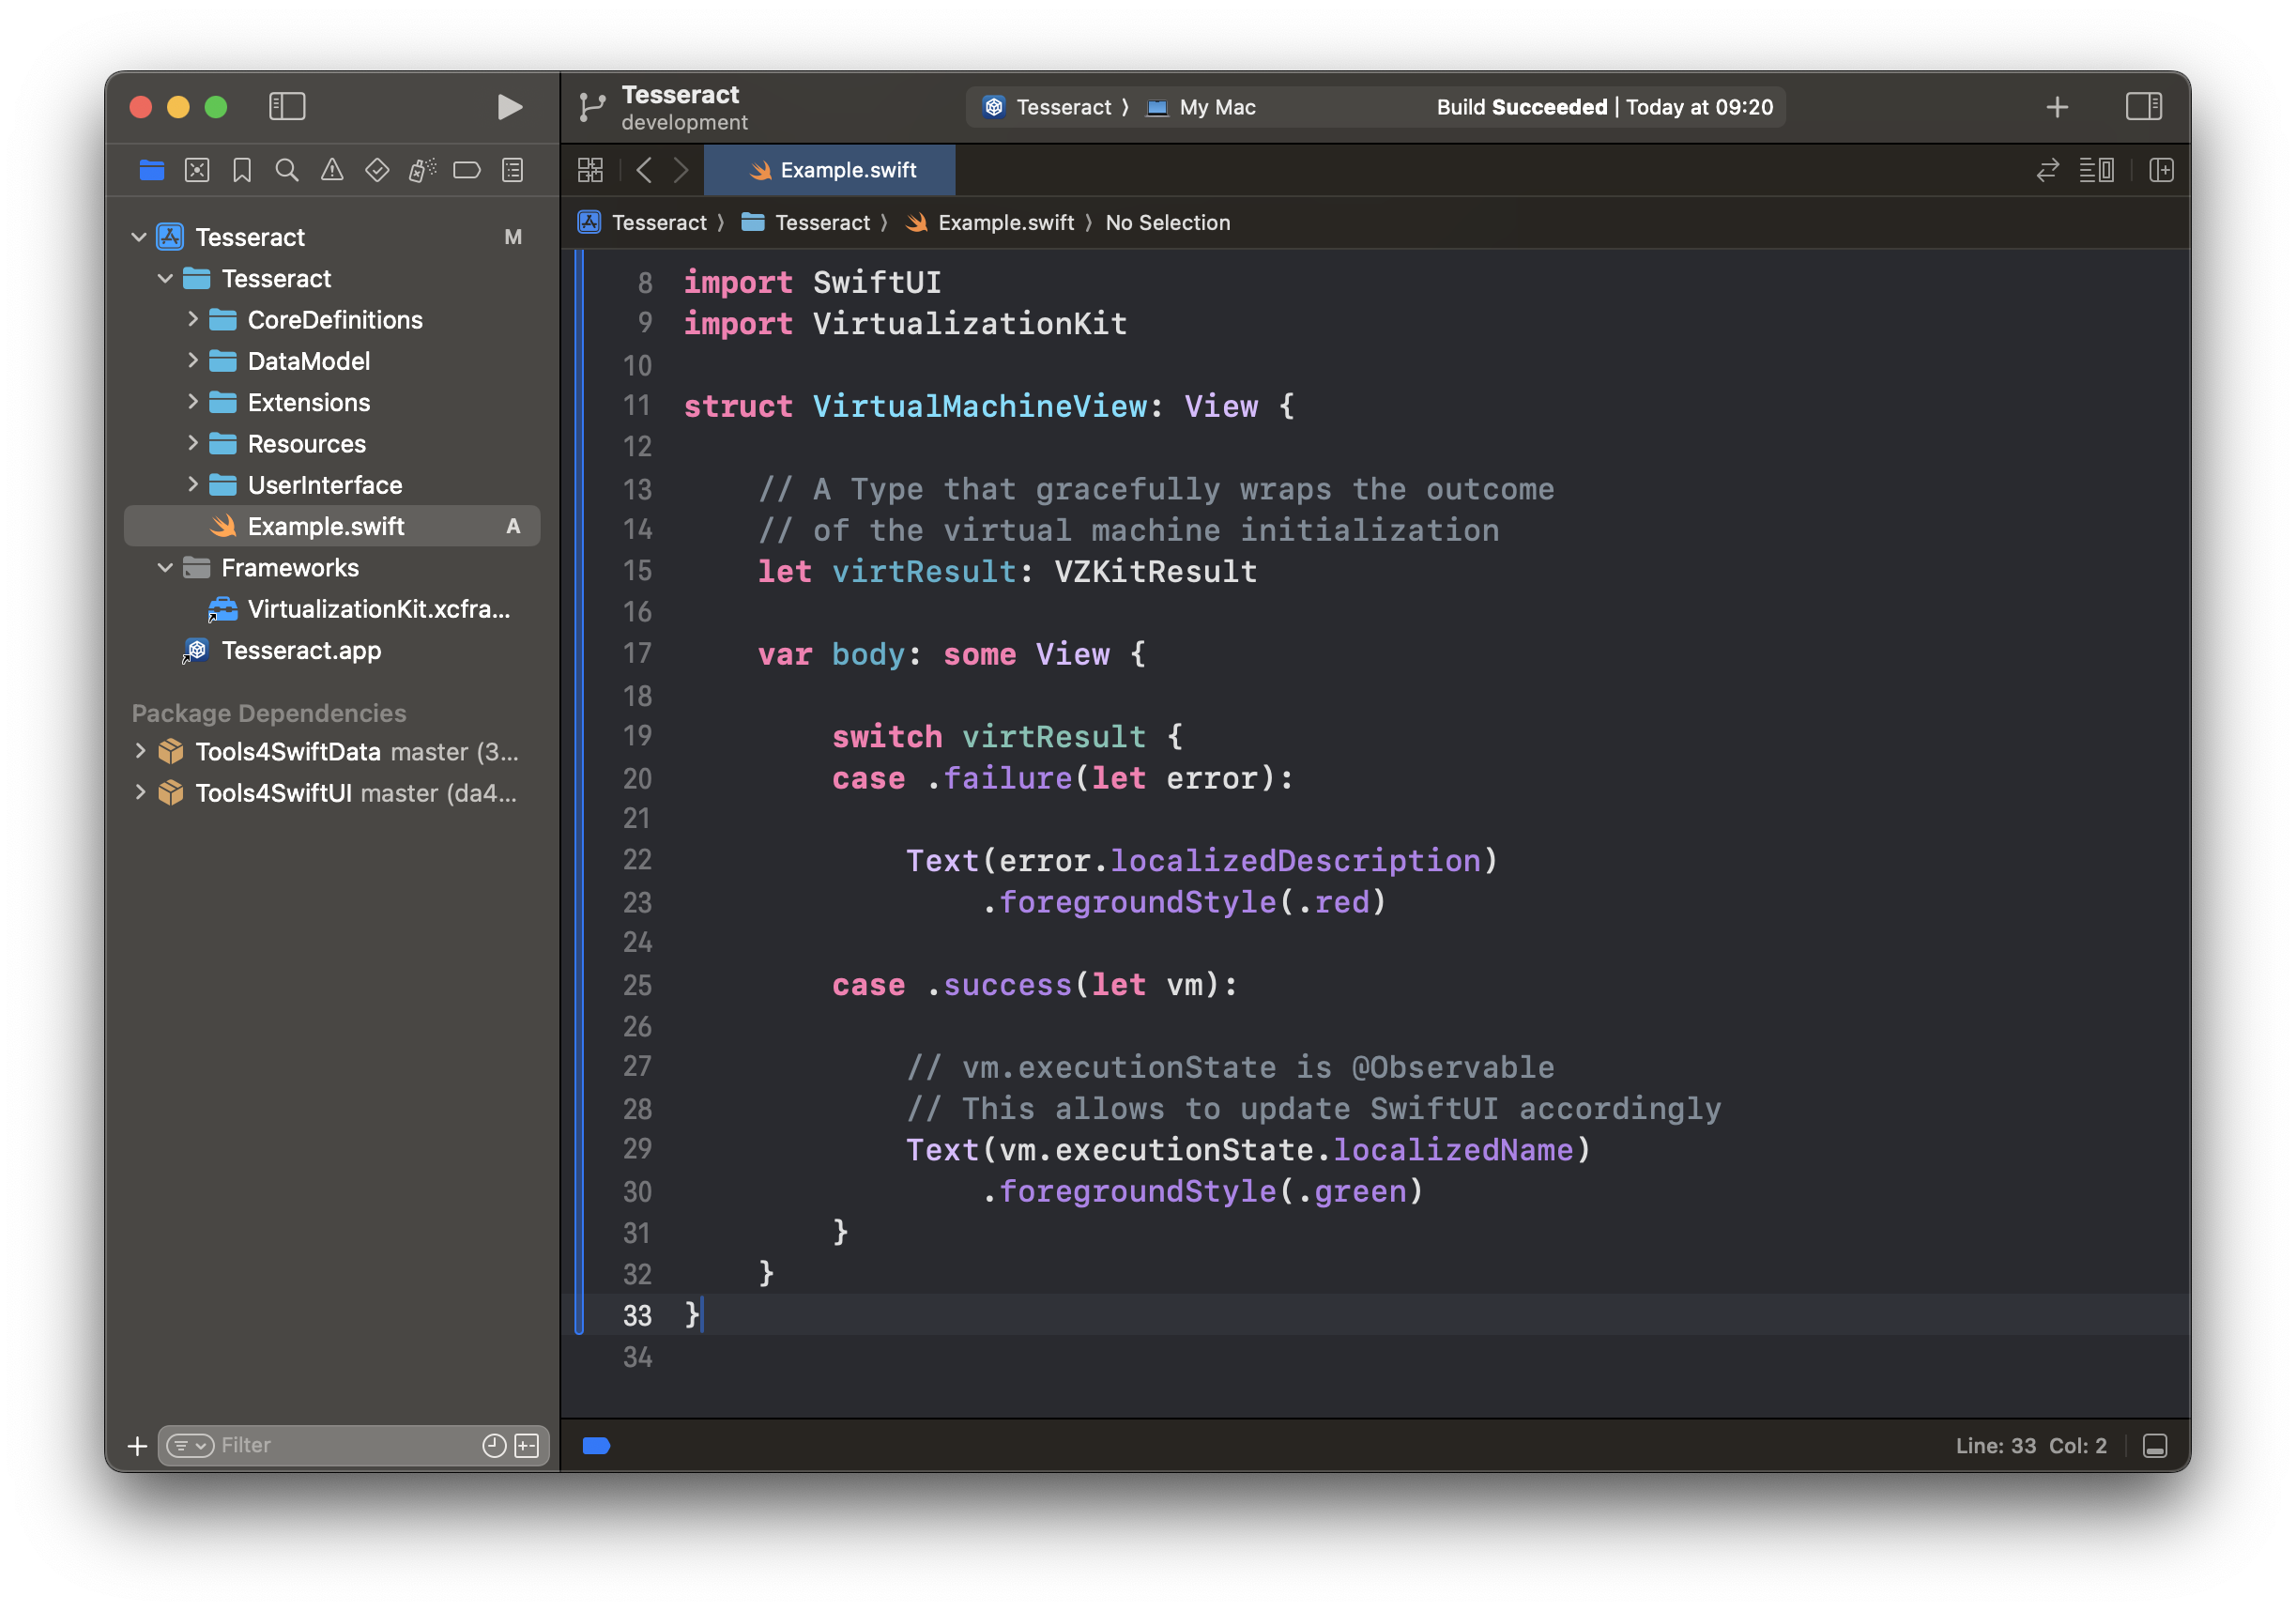 Tesseract
development
Tesseract 〉 My Mac
Build Succeeded | Today at 09:20
Example.swift
Tesseract 〉 Tesseract 〉 Example.swift 〉 No Selection
Tesseract M
Tesseract
CoreDefinitions
DataModel
Extensions
Resources
UserInterface
Example.swift A
Frameworks
VirtualizationKit.xcfra...
Tesseract.app
Package Dependencies
Tools4SwiftData master (3...
Tools4SwiftUI master (da4...
Filter
8 import SwiftUI
9 import VirtualizationKit
10
11 struct VirtualMachineView: View {
12
13 // A Type that gracefully wraps the outcome
14 // of the virtual machine initialization
15 let virtResult: VZKitResult
16
17 var body: some View {
18
19 switch virtResult {
20 case .failure(let error):
21
22 Text(error.localizedDescription)
23 .foregroundStyle(.red)
24
25 case .success(let vm):
26
27 // vm.executionState is @Observable
28 // This allows to update SwiftUI accordingly
29 Text(vm.executionState.localizedName)
30 .foregroundStyle(.green)
31 }
32 }
33 }
34
Line: 33 Col: 2